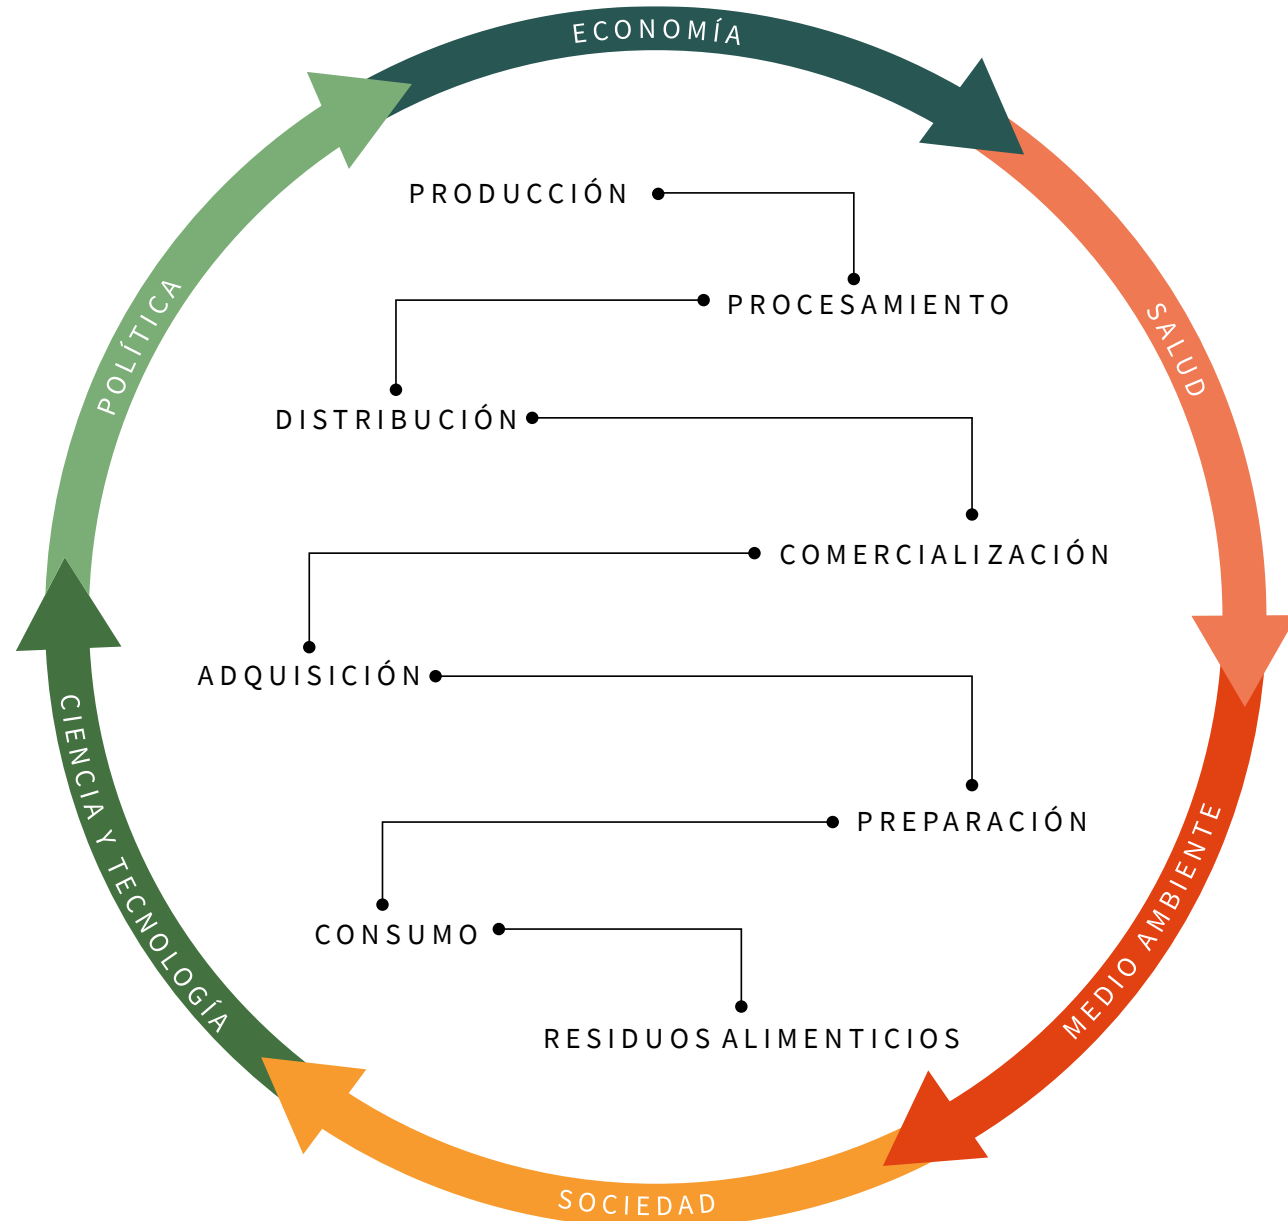 ECONOMÍA
PRODUCCIÓN
PROCESAMIENTO
DISTRIBUCIÓN
COMERCIALIZACIÓN
ADQUISICIÓN
PREPARACIÓN
CONSUMO
RESIDUOS ALIMENTICIOS
SALUD
MEDIO AMBIENTE
SOCIEDAD
CIENCIA Y TECNOLOGÍA
POLÍTICA